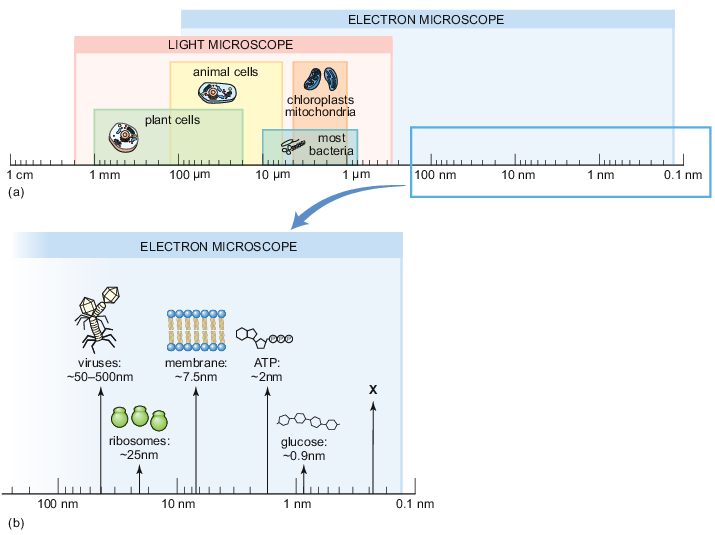 ELECTRON MICROSCOPE
LIGHT MICROSCOPE
animal cells
chloroplasts
mitochondria
plant cells
most
bacteria
1 cm
1 mm
100 µm
10 µm
1 µm
100 nm
10 nm
1 nm
0.1 nm
(a)
ELECTRON MICROSCOPE
P P P
viruses:
~50–500nm
membrane:
~7.5nm
ATP:
~2nm
X
ribosomes:
~25nm
glucose:
~0.9nm
100 nm
10 nm
1 nm
0.1 nm
(b)